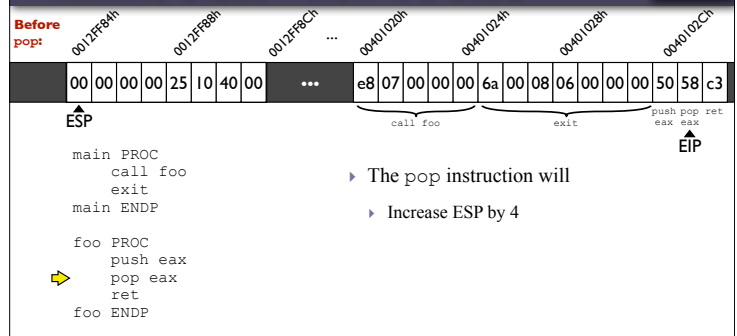 Before
pop:
0012FF84h
0012FF88h
0012FF8Ch
...
00401020h
00401024h
00401028h
0040102Ch
00 00 00 00 25 10 40 00 ••• e8 07 00 00 00 6a 00 08 06 00 00 00 50 58 c3
ESP
call foo
exit
push pop ret
eax eax
EIP
main PROC
call foo
exit
main ENDP
foo PROC
push eax
pop eax
ret
foo ENDP
The pop instruction will
Increase ESP by 4